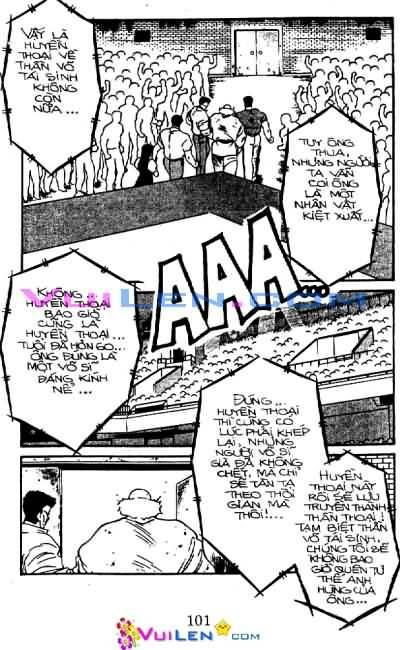 VẬY LÀ
HUYỀN
THOẠI VỀ
THẦN VÕ
TÁI SINH
KHÔNG
CÒN
NỮA...
TUY ÔNG
THUA,
NHƯNG NGƯỜI
TA VẪN
COI ÔNG
LÀ MỘT
NHÂN VẬT
KIỆT XUẤT...
AAAA...
KHÔNG...
HUYỀN THOẠI
BAO GIỜ
CŨNG LÀ
HUYỀN THOẠI...
TUỔI ĐÃ HƠN 60...
ÔNG ĐÚNG LÀ
MỘT VÕ SĨ
ĐÁNG KÍNH
NỂ...
VUILEN.COM
ĐÚNG...
HUYỀN THOẠI
THÌ CŨNG CÓ
LÚC PHẢI KHÉP
LẠI, NHƯNG
NGƯỜI VÕ SĨ
GIÀ ĐÃ KHÔNG
CHẾT, MÀ CHỈ
SẼ TÀN TẠ
THEO THỜI
GIAN MÀ
THÔI!...
HUYỀN
THOẠI NÁT
RỒI SẼ LƯU
TRUYỀN THÀNH
THẦN THOẠI!
TẠM BIỆT THẦN
VÕ TÁI SINH,
CHÚNG TÔI SẼ
KHÔNG BAO
GIỜ QUÊN TƯ
THẾ ANH
HÙNG CỦA
ÔNG...
101
VUILEN.COM